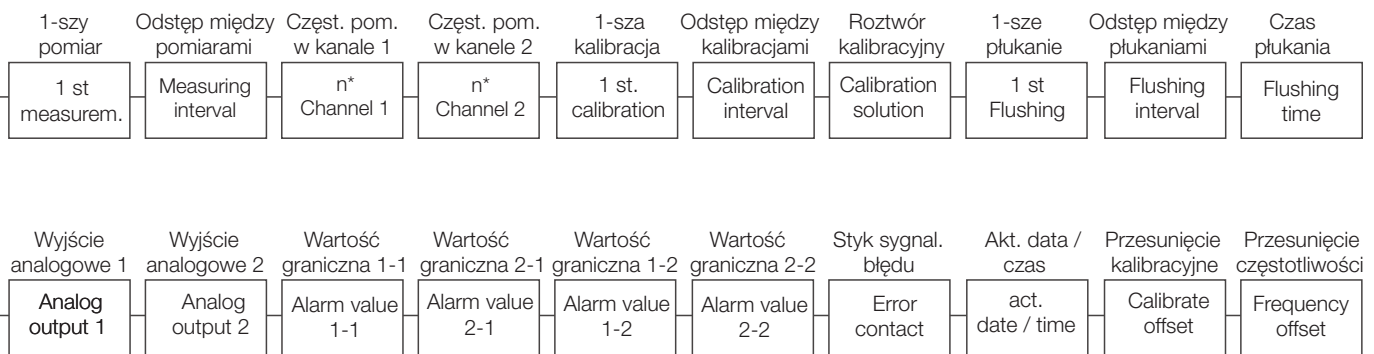 1-szy Odstęp między Częst. pom. Częst. pom. 1-sza Odstęp między Roztwór 1-sze Odstęp między Czas
pomiar pomiarami w kanale 1 w kanele 2 kalibracja kalibracjami kalibracyjny płukanie płukaniami płukania
1 st Measuring n* n* 1 st. Calibration Calibration 1 st Flushing Flushing
measurem. interval Channel 1 Channel 2 calibration interval solution Flushing interval time
Wyjście Wyjście Wartość Wartość Wartość Wartość Styk sygnal. Akt. data / Przesunięcie Przesunięcie
analogowe 1 analogowe 2 graniczna 1-1 graniczna 2-1 graniczna 1-2 graniczna 2-2 błędu czas kalibracyjne częstotliwości
Analog Analog Alarm value Alarm value Alarm value Alarm value Error act. Calibrate Frequency
output 1 output 2 1-1 2-1 1-2 2-2 contact date / time offset offset